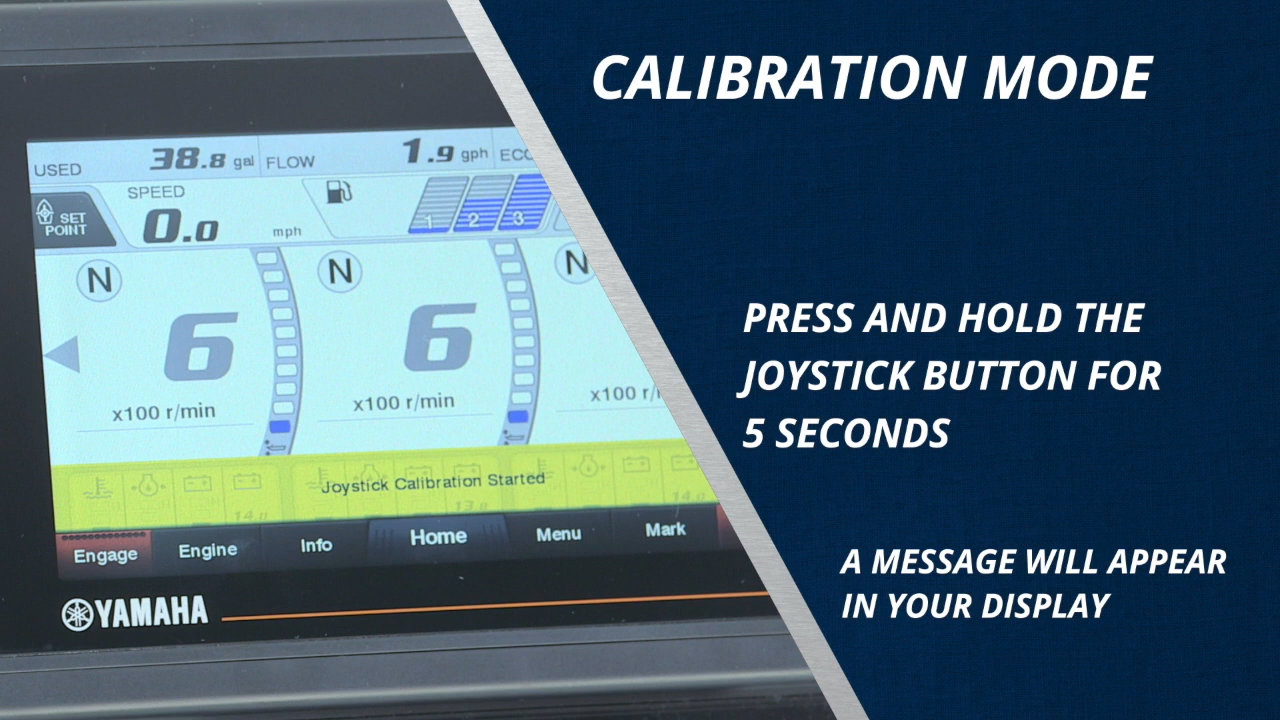 CALIBRATION MODE
USED 38.8 gal FLOW 1.9 gph
SET
POINT
SPEED
0.0 mph
1 2 3
N N N
6 6
x100 r/min x100 r/min
PRESS AND HOLD THE
JOYSTICK BUTTON FOR
5 SECONDS
Joystick Calibration Started
Engage Engine Info Home Menu Mark
YAMAHA
A MESSAGE WILL APPEAR
IN YOUR DISPLAY